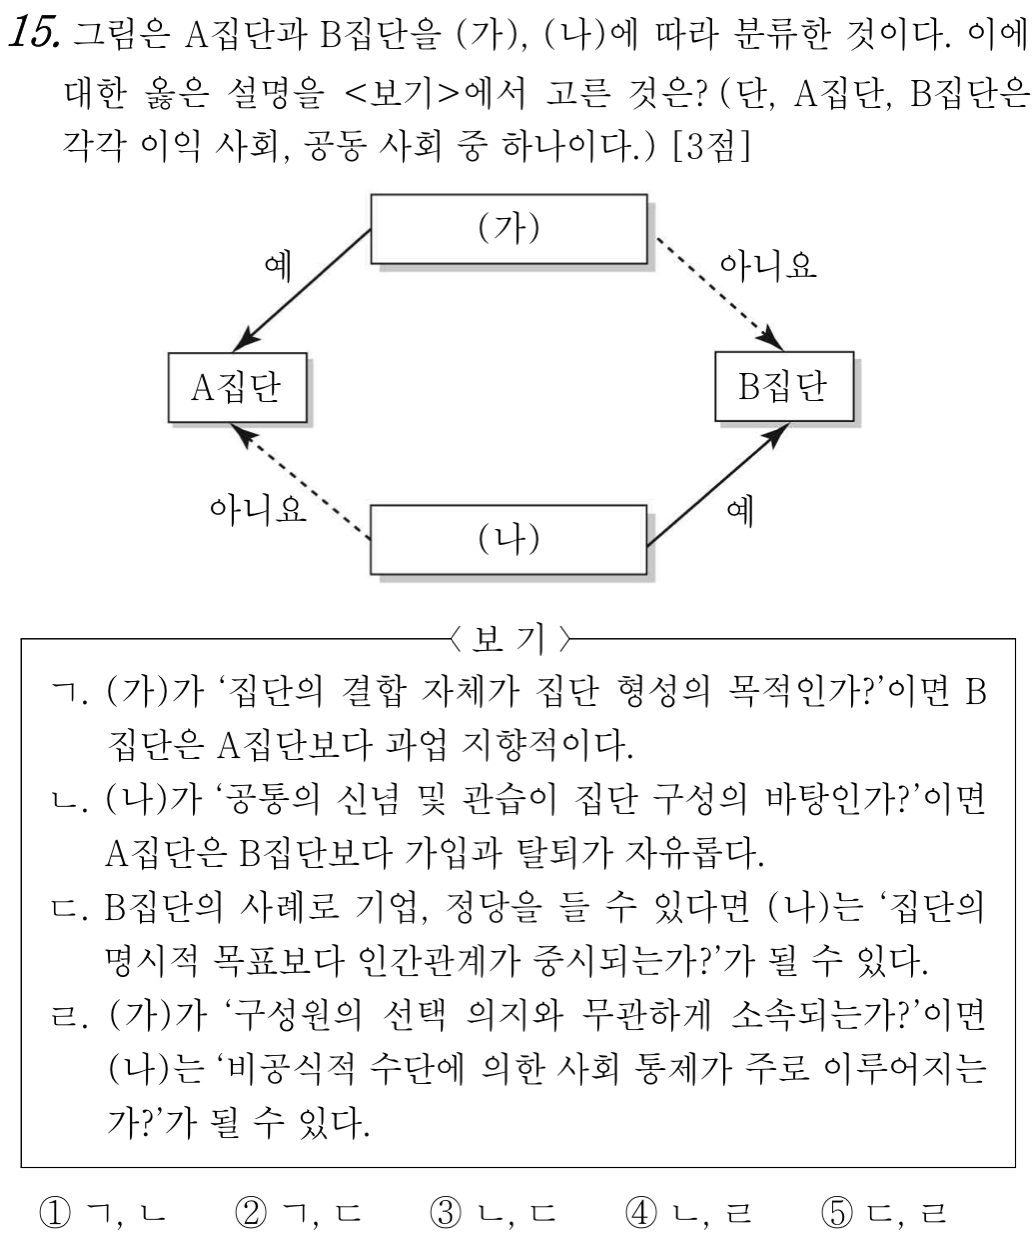 15. 그림은 A집단과 B집단을 (가), (나)에 따라 분류한 것이다. 이에
대한 옳은 설명을 <보기>에서 고른 것은? (단, A집단, B집단은
각각 이익 사회, 공동 사회 중 하나이다.) [3점]
(가)
예
아니요
A집단
B집단
아니요
예
(나)
〈 보 기 〉
ㄱ. (가)가 ‘집단의 결합 자체가 집단 형성의 목적인가?’이면 B
집단은 A집단보다 과업 지향적이다.
ㄴ. (나)가 ‘공통의 신념 및 관습이 집단 구성의 바탕인가?’이면
A집단은 B집단보다 가입과 탈퇴가 자유롭다.
ㄷ. B집단의 사례로 기업, 정당을 들 수 있다면 (나)는 ‘집단의
명시적 목표보다 인간관계가 중시되는가?’가 될 수 있다.
ㄹ. (가)가 ‘구성원의 선택 의지와 무관하게 소속되는가?’이면
(나)는 ‘비공식적 수단에 의한 사회 통제가 주로 이루어지는
가?’가 될 수 있다.
① ㄱ, ㄴ ② ㄱ, ㄷ ③ ㄴ, ㄷ ④ ㄴ, ㄹ ⑤ ㄷ, ㄹ